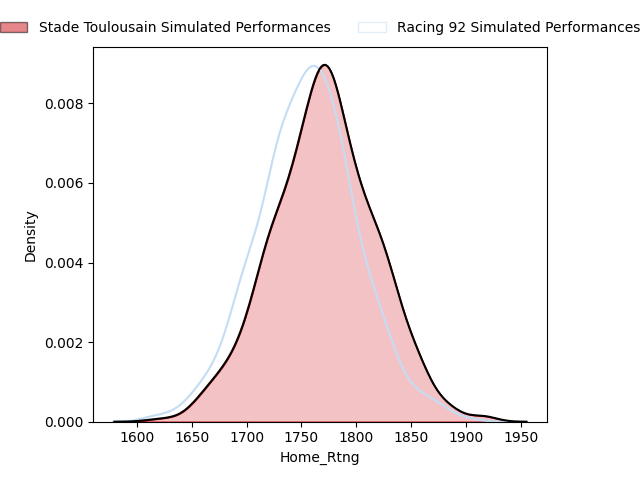 Stade Toulousain Simulated Performances
Racing 92 Simulated Performances
0.008
0.006
0.004
0.002
0.000
Density
1600 1650 1700 1750 1800 1850 1900 1950
Home_Rtng